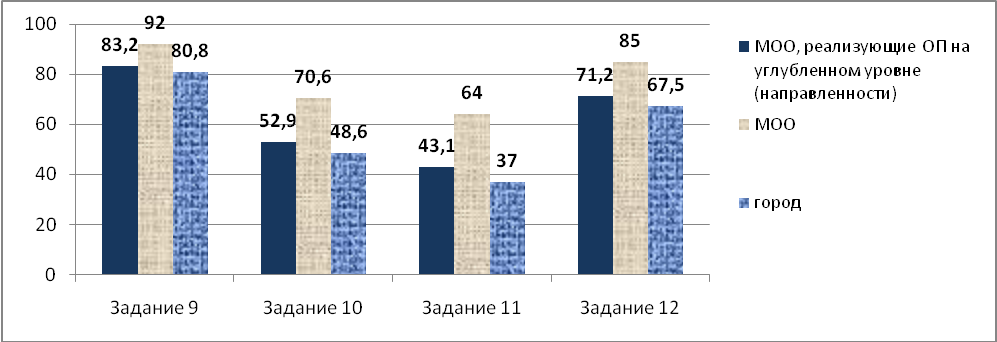 100
80
60
40
20
0
83,2
92
80,8
52,9
70,6
48,6
43,1
64
37
71,2
85
67,5
Задание 9
Задание 10
Задание 11
Задание 12
МОО, реализующие ОП на
углубленном уровне
(направленности)
МОО
город